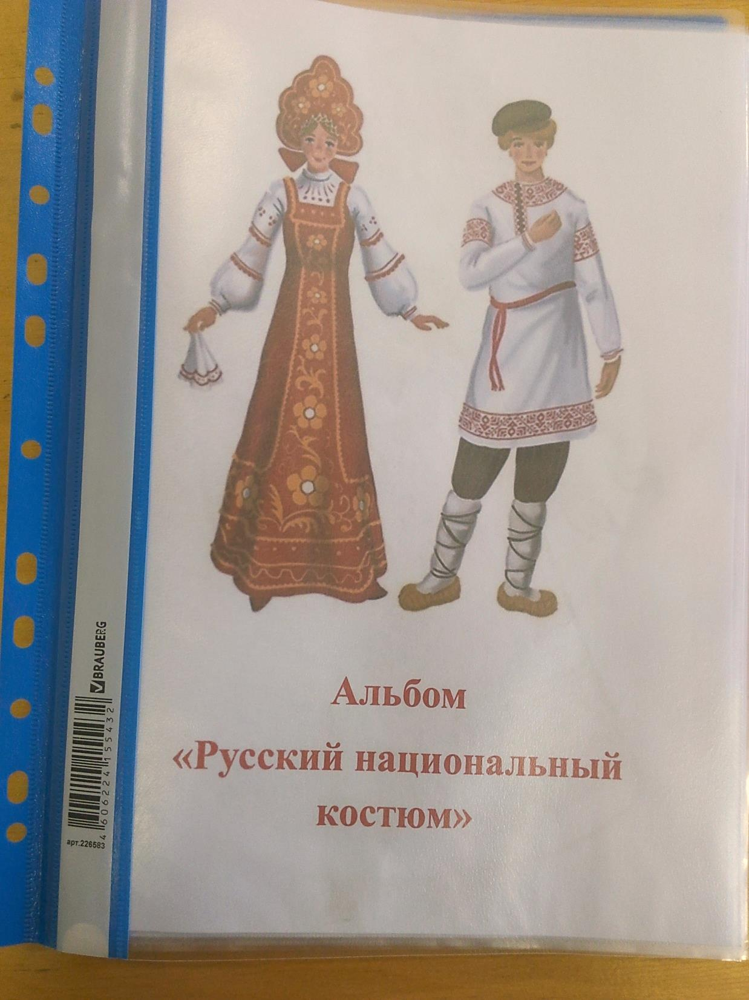 Альбом
«Русский национальный
костюм»
BRAUBERG
4 606224 155432
арт.226583